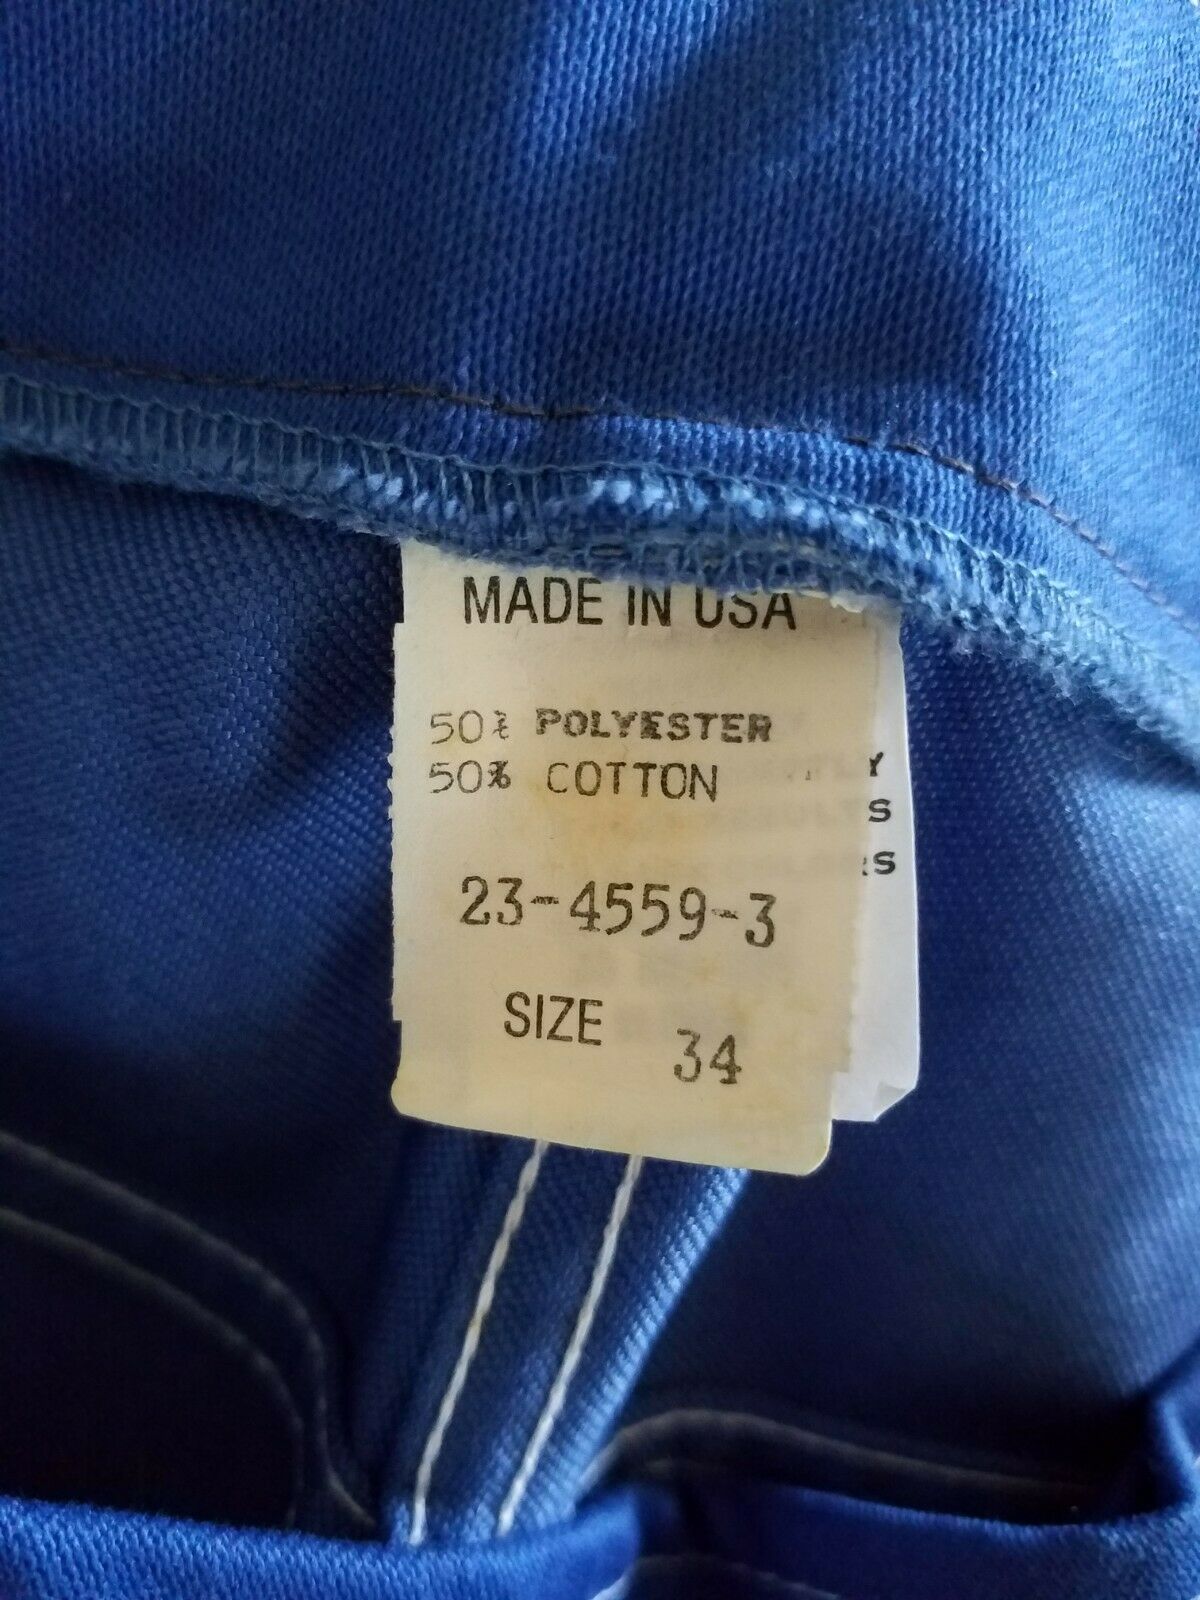 MADE IN USA
50% POLYESTER
50% COTTON
23-4559-3
SIZE 34